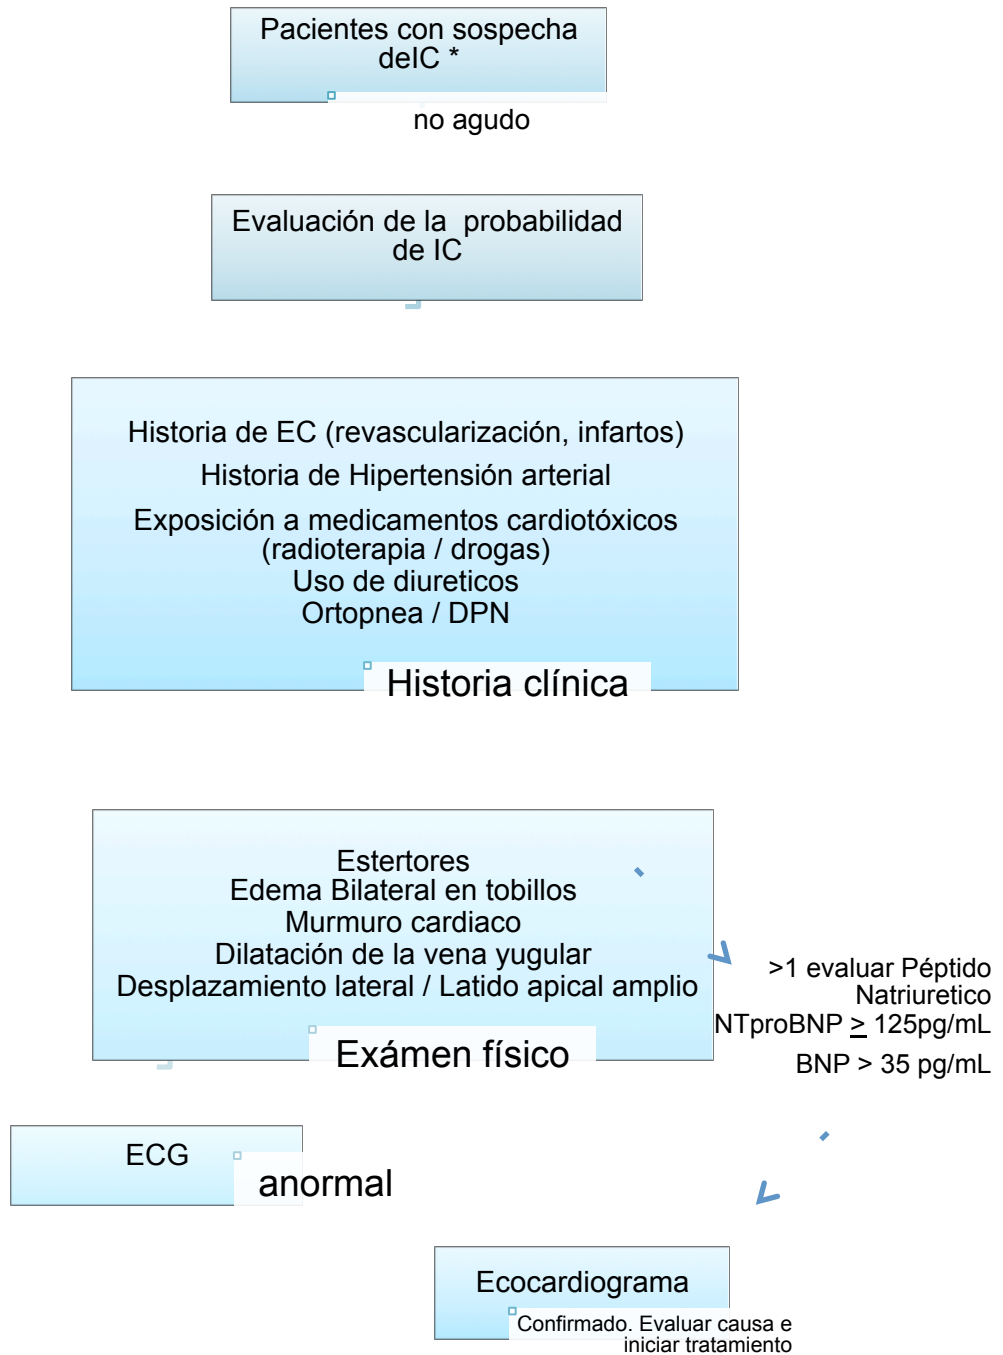 Pacientes con sospecha
deIC *
no agudo
Evaluación de la probabilidad
de IC
Historia de EC (revascularización, infartos)
Historia de Hipertensión arterial
Exposición a medicamentos cardiotóxicos
(radioterapia / drogas)
Uso de diureticos
Ortopnea / DPN
Historia clínica
Estertores
Edema Bilateral en tobillos
Murmuro cardiaco
Dilatación de la vena yugular
Desplazamiento lateral / Latido apical amplio
Exámen físico
>1 evaluar Péptido
Natriuretico
NTproBNP ≥ 125pg/mL
BNP > 35 pg/mL
ECG
anormal
Ecocardiograma
Confirmado. Evaluar causa e
iniciar tratamiento